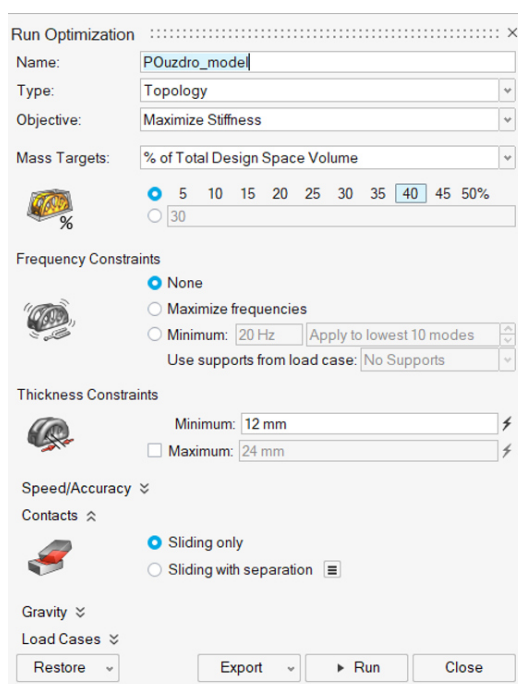 Run Optimization
Name: POuzdro_model
Type: Topology
Objective: Maximize Stiffness
Mass Targets: % of Total Design Space Volume
5 10 15 20 25 30 35 40 45 50%
%
30
Frequency Constraints
None
Maximize frequencies
Minimum: 20 Hz Apply to lowest 10 modes
Use supports from load case: No Supports
Thickness Constraints
Minimum: 12 mm
Maximum: 24 mm
Speed/Accuracy
Contacts
Sliding only
Sliding with separation
Gravity
Load Cases
Restore Export Run Close